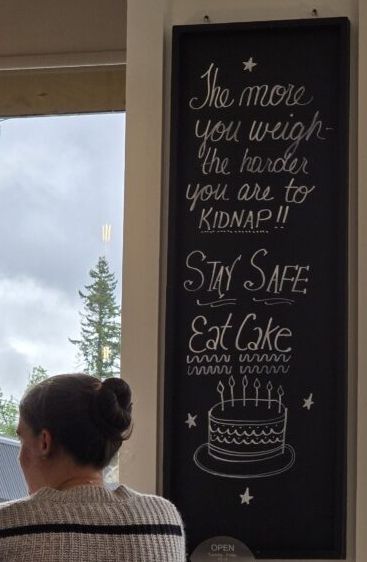 The more
you weigh-
the harder
you are to
KIDNAP!!
STAY SAFE
Eat Cake
OPEN